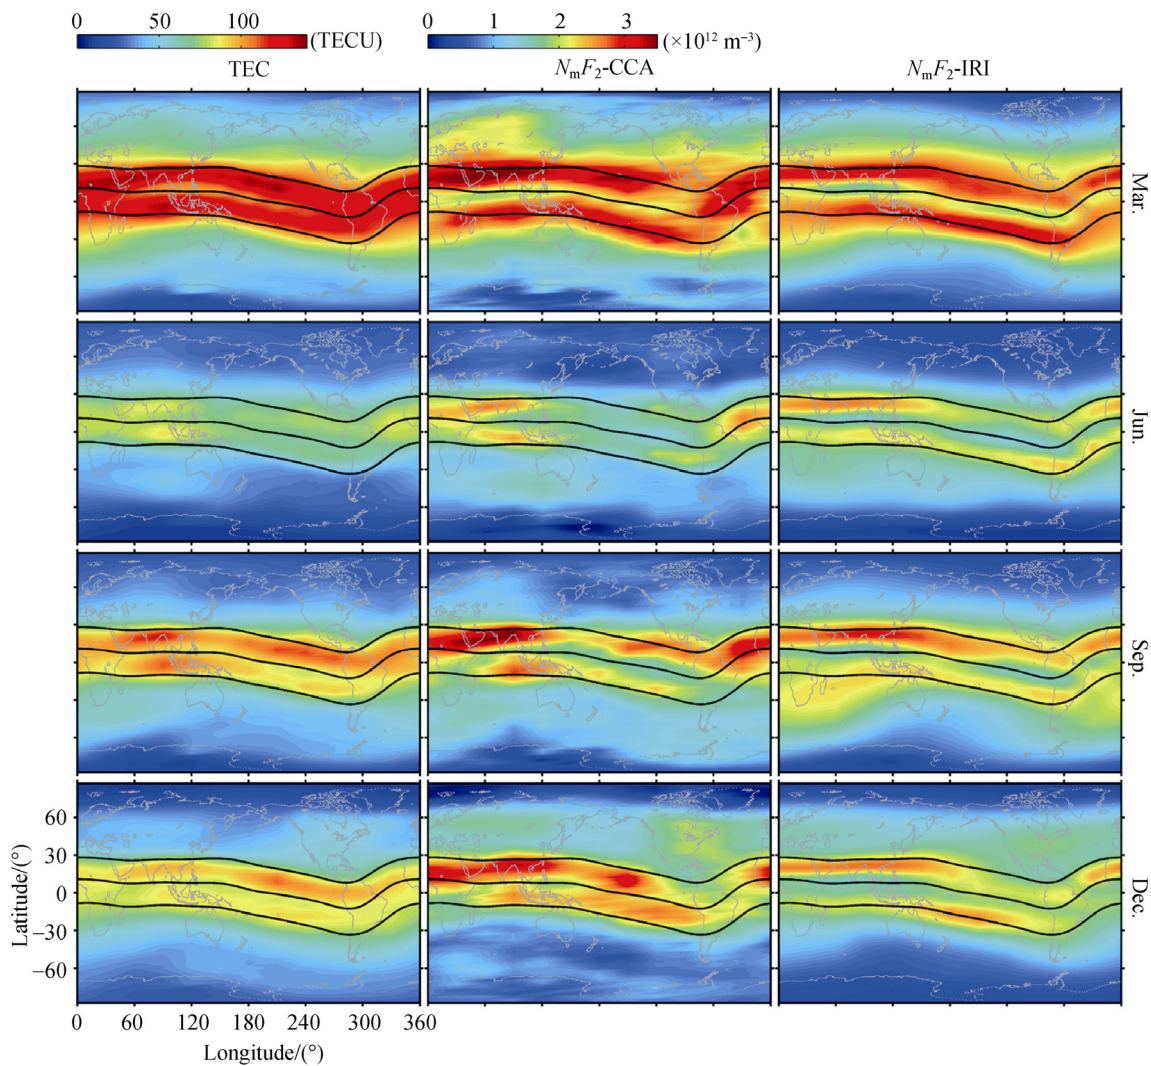 0 50 100 (TECU)
0 1 2 3 (×10¹² m⁻³)
TEC
NmF₂-CCA
NmF₂-IRI
Mar.
Jun.
Sep.
Dec.
60
30
0
−30
−60
Latitude/(°)
0 60 120 180 240 300 360
Longitude/(°)